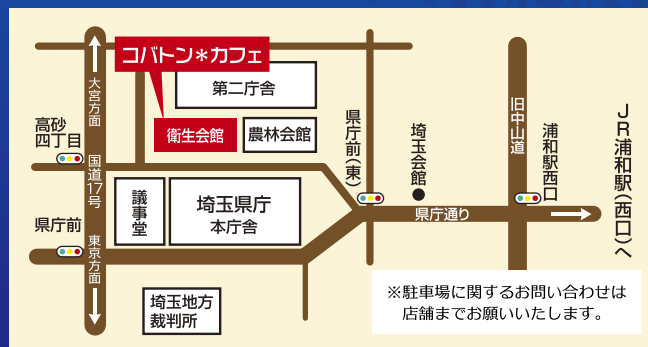 コバトン＊カフェ
大宮方面
第二庁舎
高砂
四丁目
衛生会館
農林会館
県庁前(東)
埼玉会館
旧中山道
浦和駅西口
JR浦和駅(西口)へ
国道17号
議事堂
埼玉県庁
本庁舎
県庁通り
県庁前
東京方面
埼玉地方
裁判所
※駐車場に関するお問い合わせは
店舗までお願いいたします。